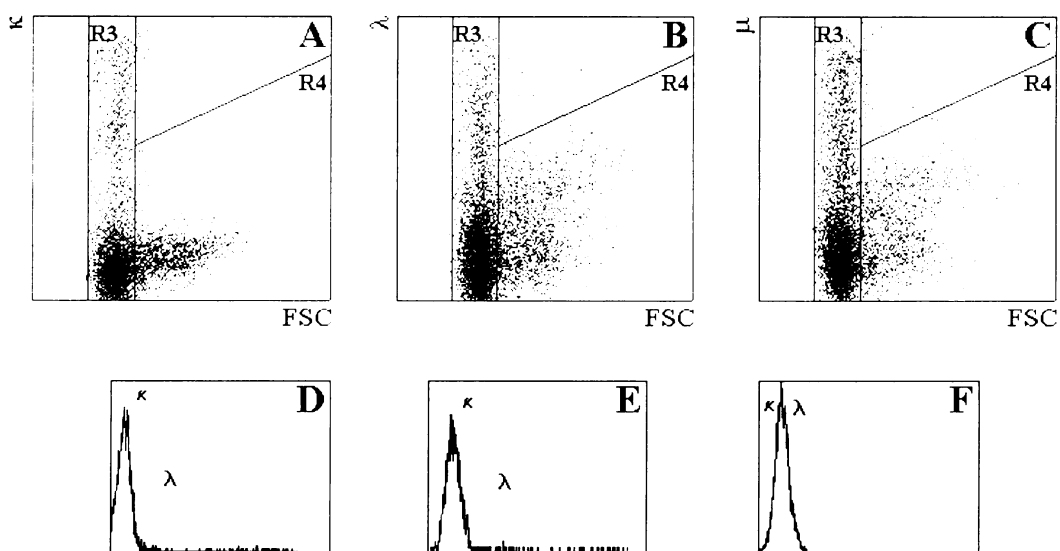 κ R3 A R4 FSC
λ R3 B R4 FSC
μ R3 C R4 FSC
κ D λ
κ E λ
κ λ F